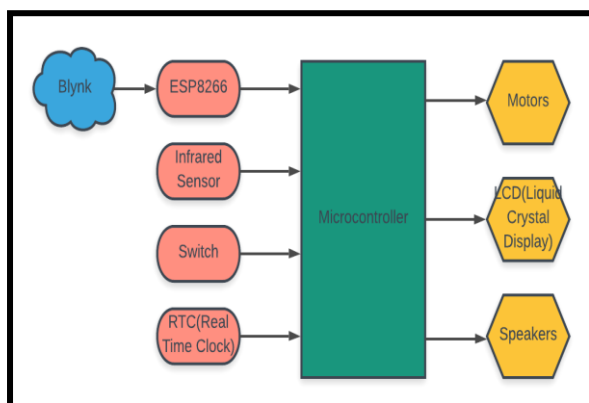 Blynk
ESP8266
Infrared
Sensor
Switch
RTC(Real
Time Clock)
Microcontroller
Motors
LCD(Liquid
Crystal
Display)
Speakers